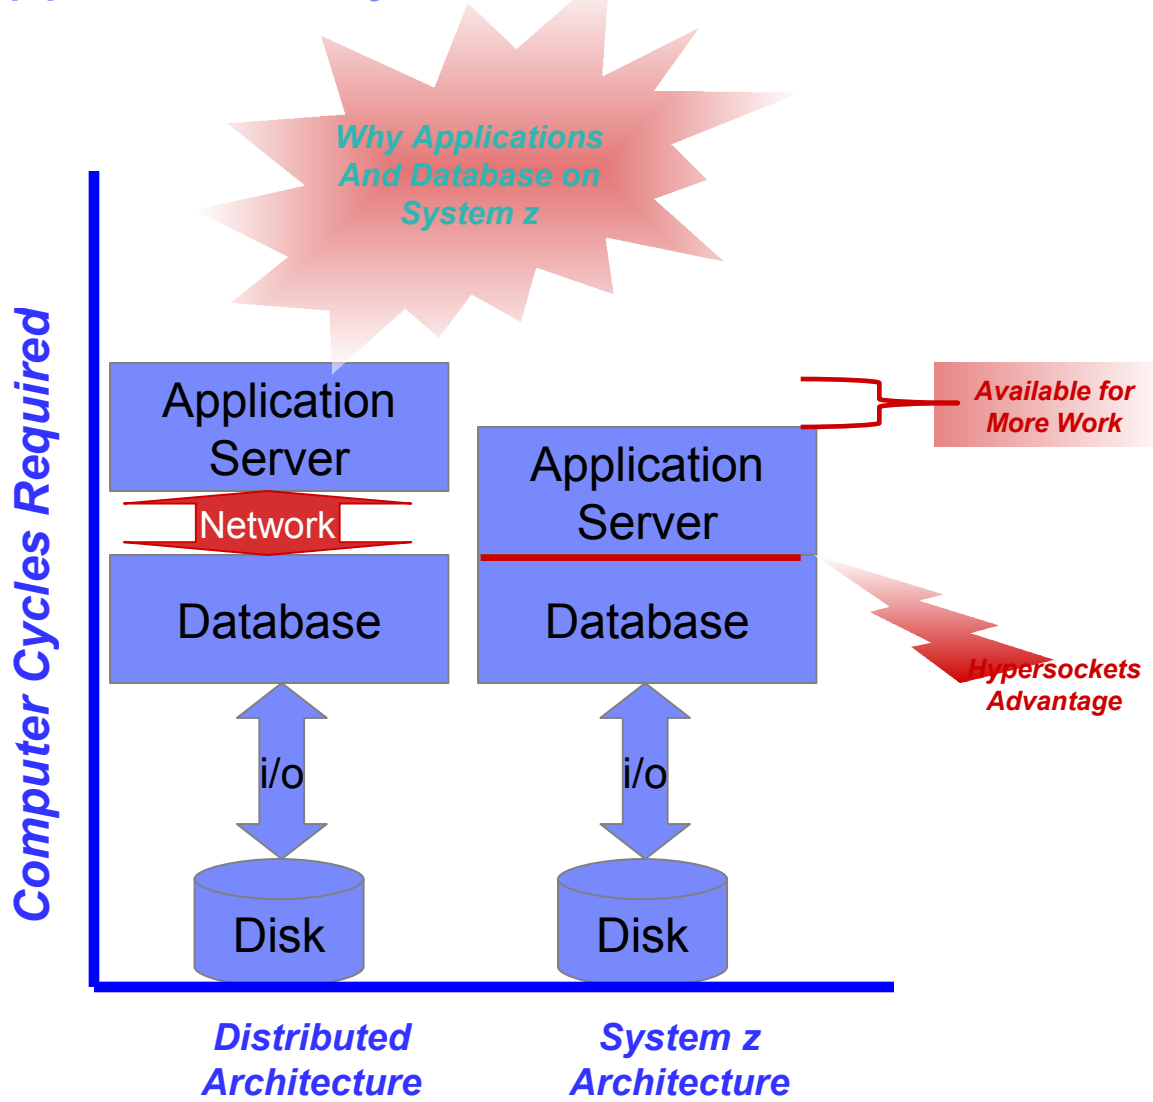 Why Applications
And Database on
System z
Computer Cycles Required
Application
Server
Network
Database
i/o
Disk
Application
Server
Database
i/o
Disk
Available for
More Work
Hypersockets
Advantage
Distributed
Architecture
System z
Architecture